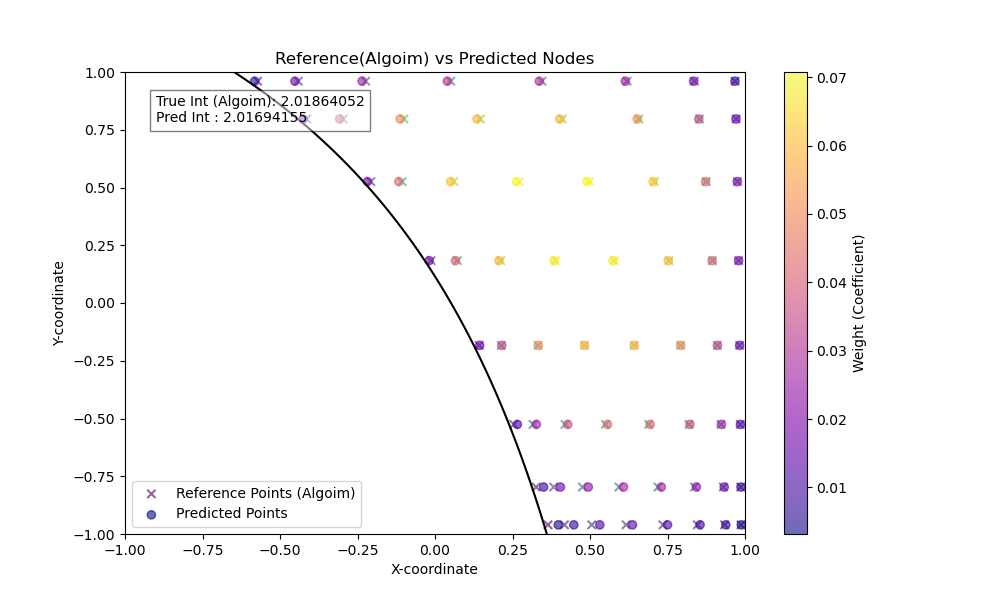 Reference(Algoim) vs Predicted Nodes
True Int (Algoim): 2.01864052
Pred Int : 2.01694155
Y-coordinate
1.00
0.75
0.50
0.25
0.00
−0.25
−0.50
−0.75
−1.00
Reference Points (Algoim)
Predicted Points
−1.00 −0.75 −0.50 −0.25 0.00 0.25 0.50 0.75 1.00
X-coordinate
0.07
0.06
0.05
0.04
0.03
0.02
0.01
Weight (Coefficient)